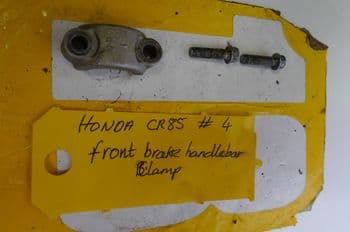 HONDA CR85 # 4
front brake handlebar
Clamp